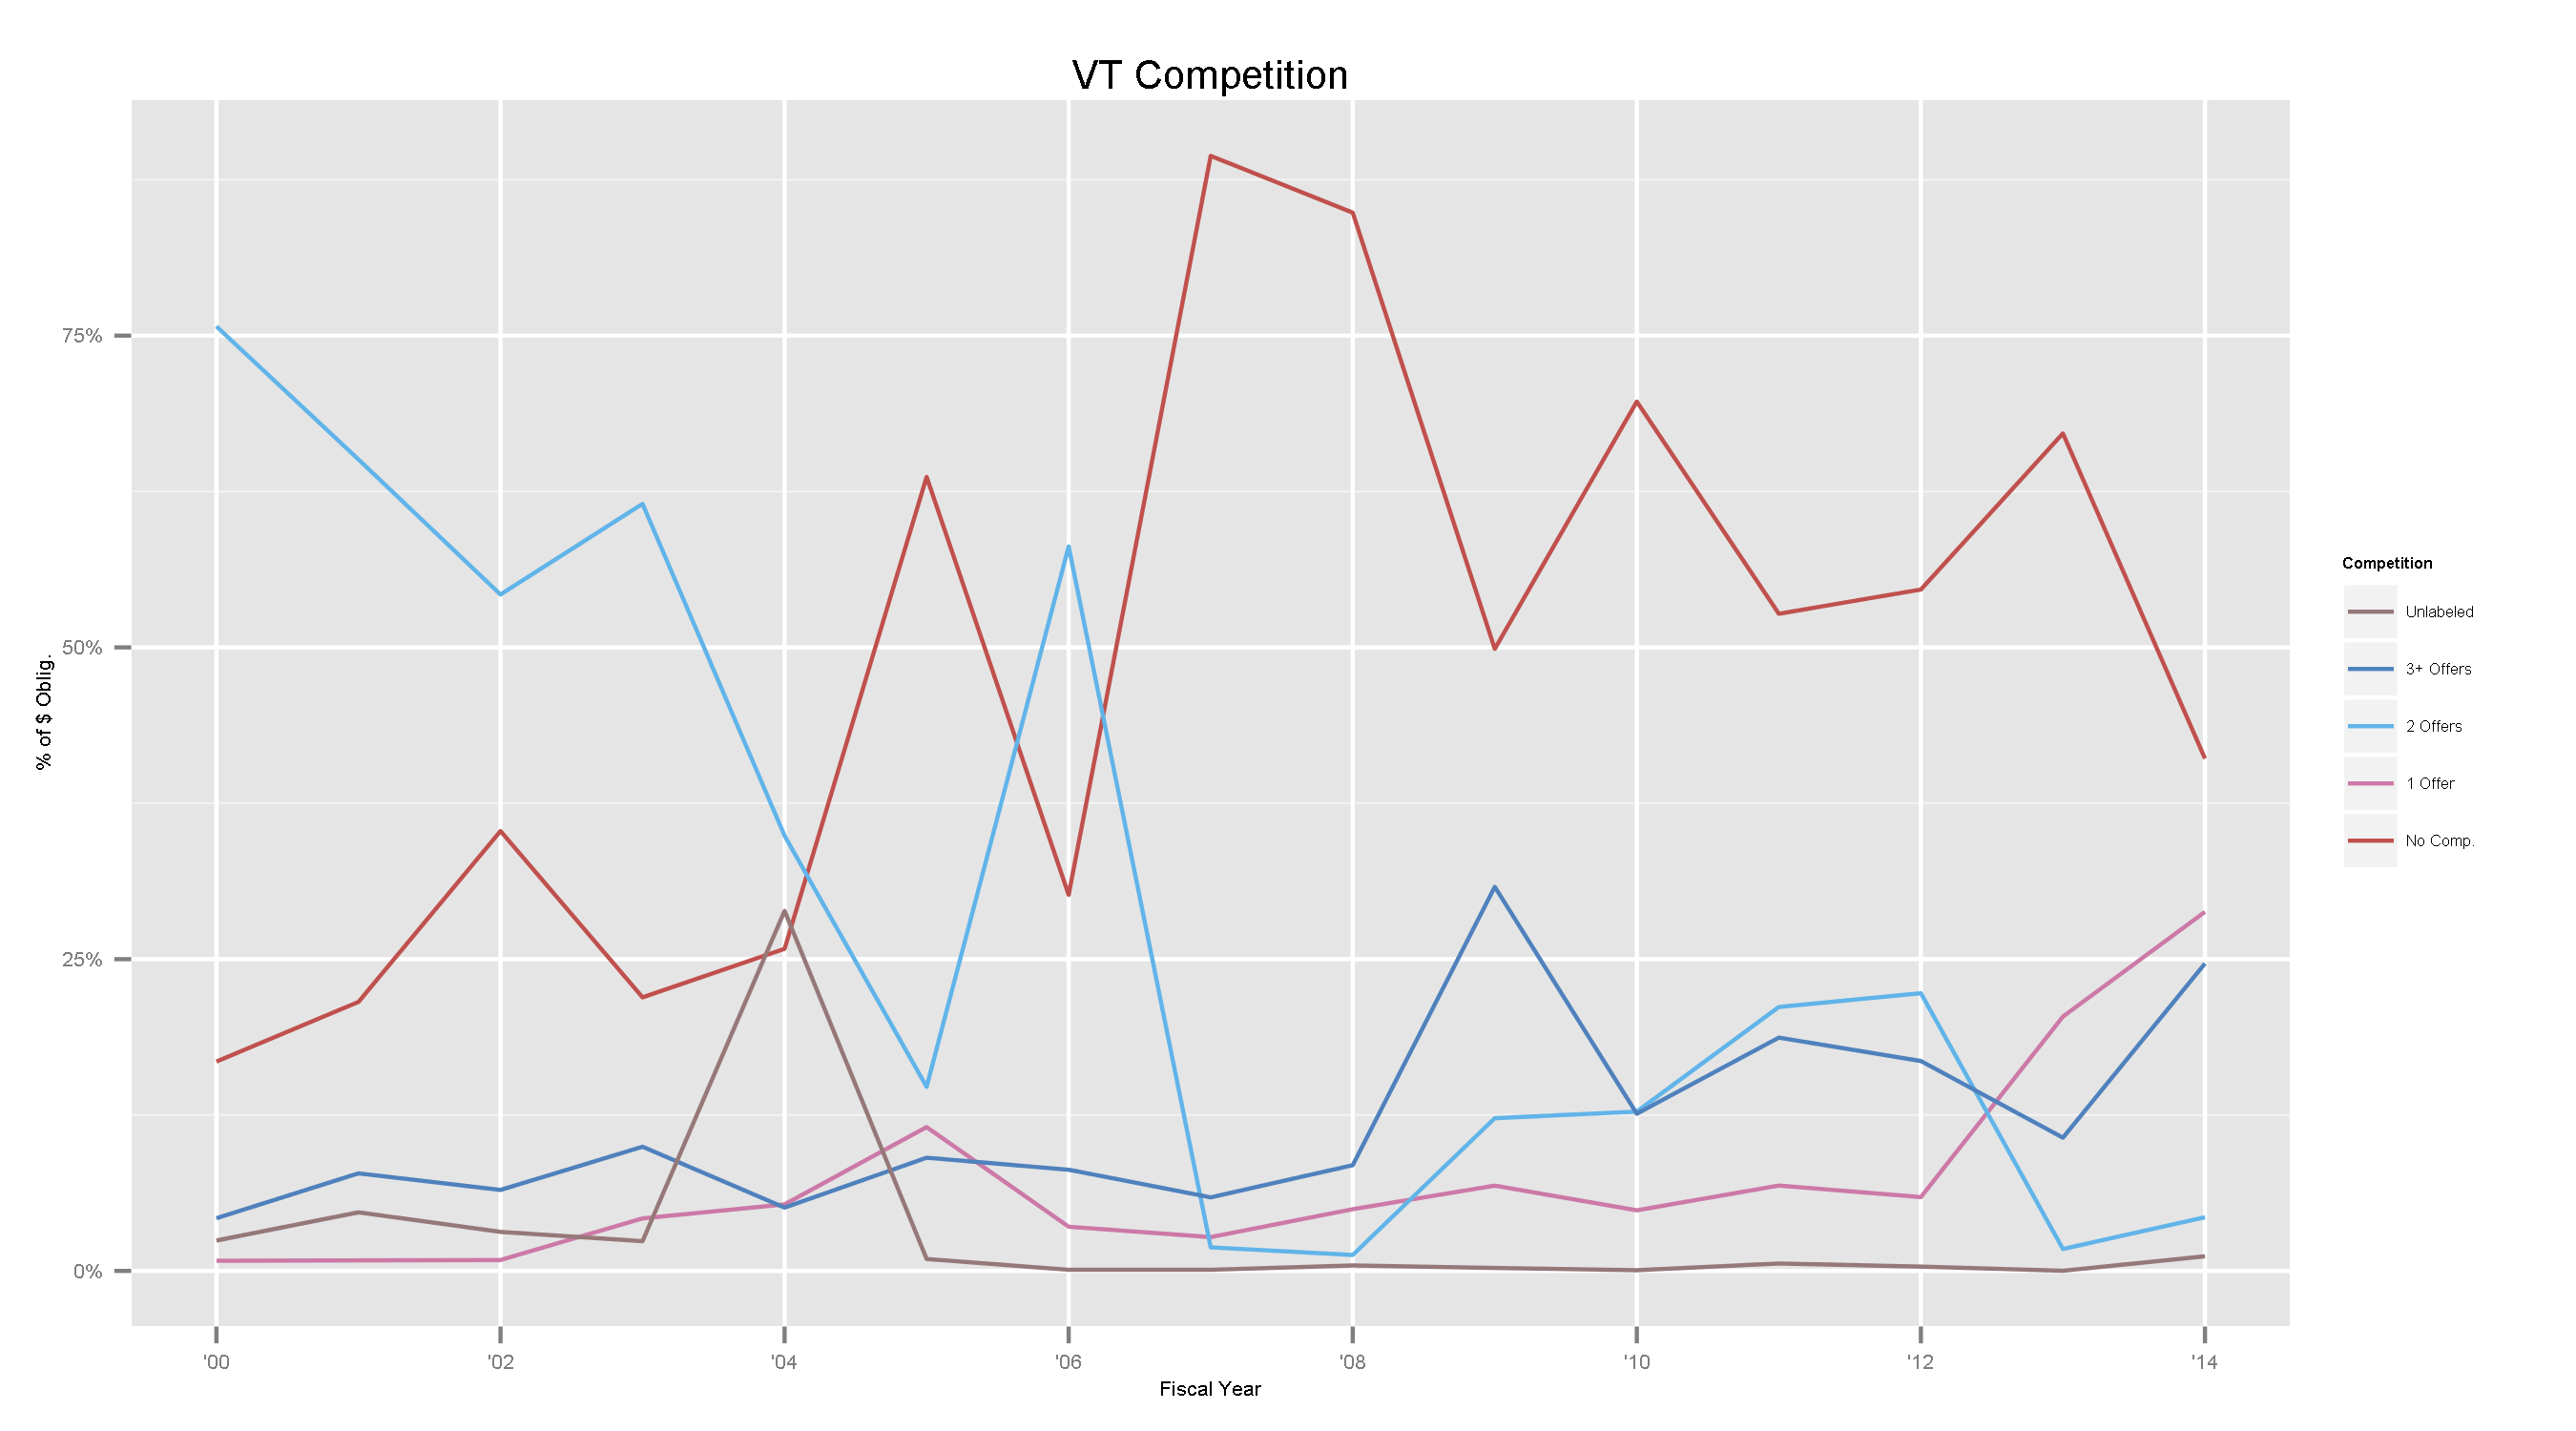 VT Competition
75%
50%
25%
0%
% of $ Oblig.
'00 '02 '04 '06 '08 '10 '12 '14
Fiscal Year
Competition
Unlabeled
3+ Offers
2 Offers
1 Offer
No Comp.